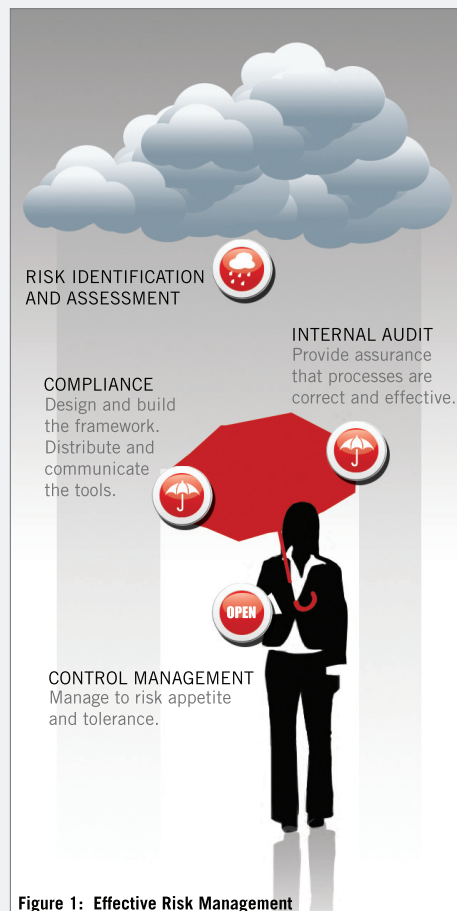 RISK IDENTIFICATION
AND ASSESSMENT
INTERNAL AUDIT
Provide assurance
that processes are
correct and effective.
COMPLIANCE
Design and build
the framework.
Distribute and
communicate
the tools.
OPEN
CONTROL MANAGEMENT
Manage to risk appetite
and tolerance.
Figure 1: Effective Risk Management